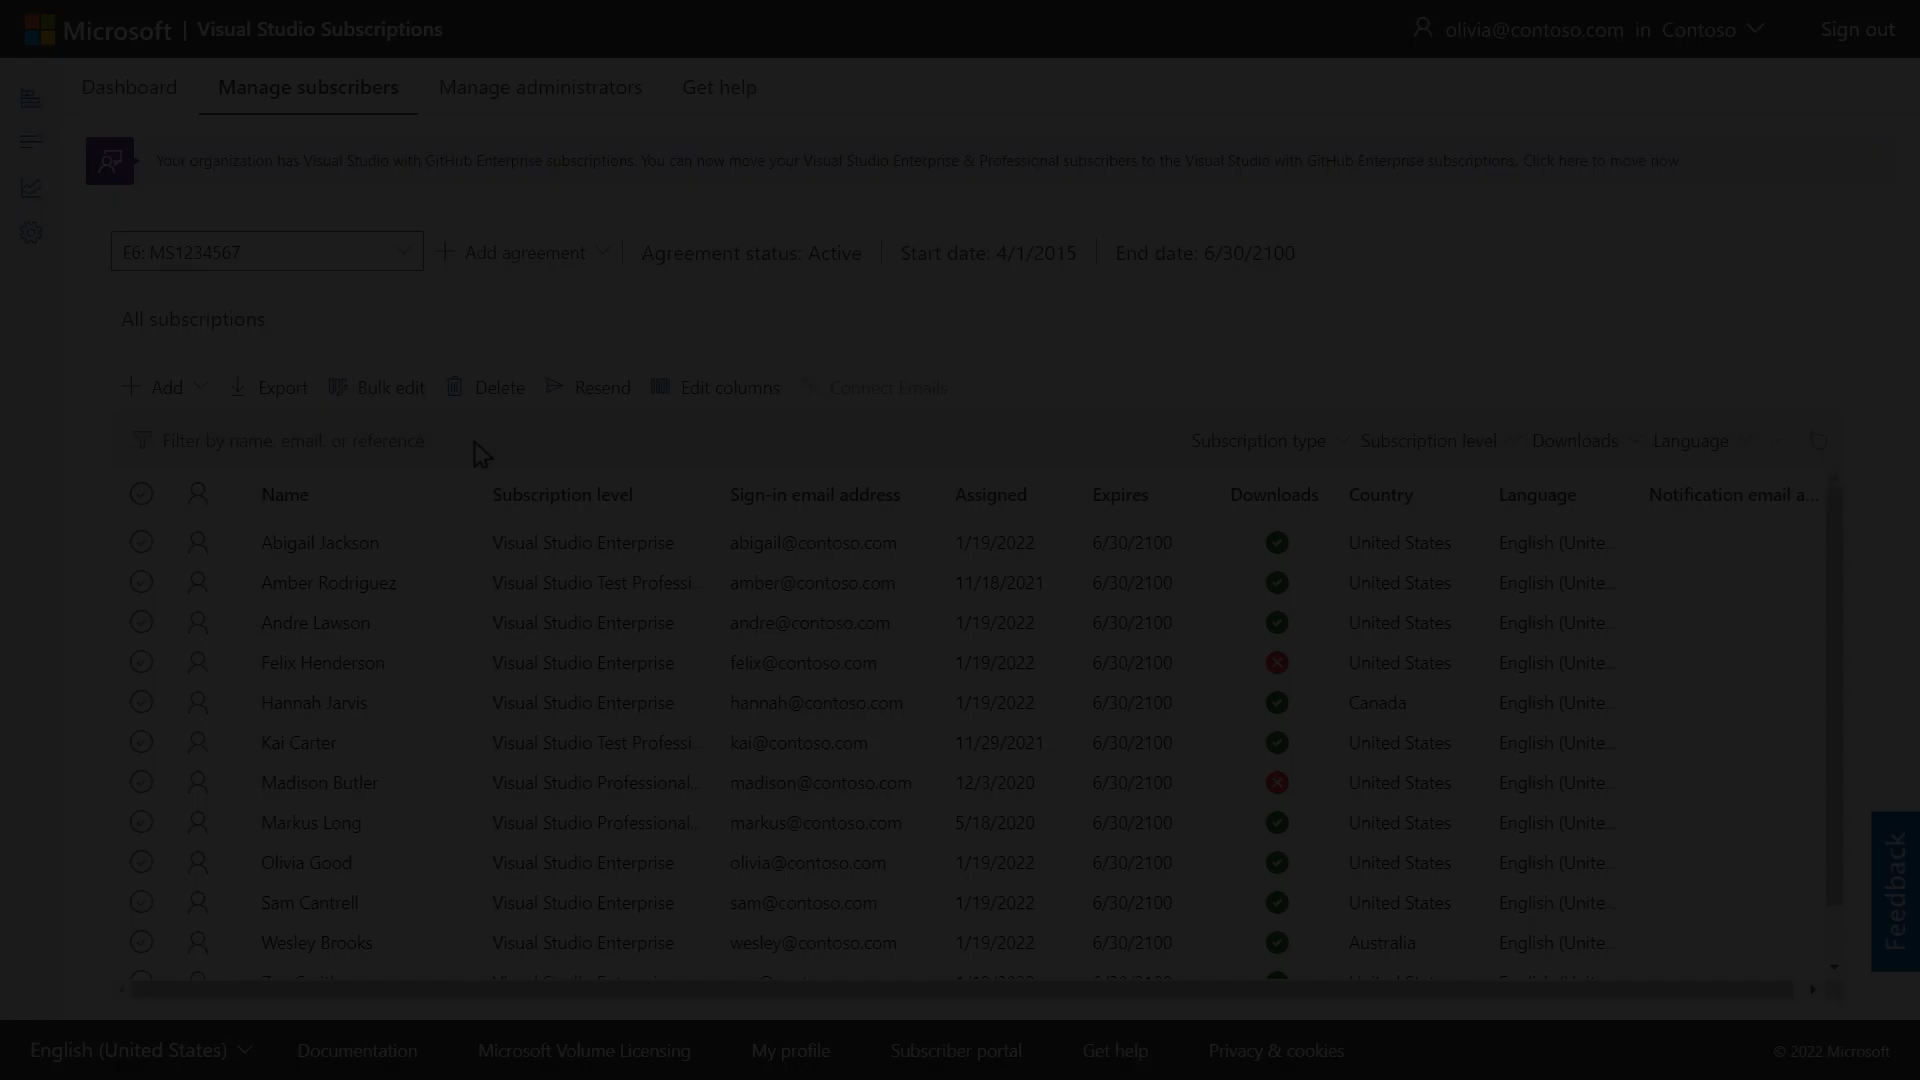 Microsoft | Visual Studio Subscriptions
olivia@contoso.com in Contoso
Sign out
Dashboard Manage subscribers Manage administrators Get help
Your organization has Visual Studio with GitHub Enterprise subscriptions. You can now move your Visual Studio Enterprise & Professional subscribers to the Visual Studio with GitHub Enterprise subscriptions. Click here to move now
E6: MS1234567 Add agreement Agreement status: Active Start date: 4/1/2015 End date: 6/30/2100
All subscriptions
Add Export Bulk edit Delete Resend Edit columns Connect Emails
Filter by name, email, or reference Subscription type Subscription level Downloads Language
Name Subscription level Sign-in email address Assigned Expires Downloads Country Language Notification email a...
Abigail Jackson Visual Studio Enterprise abigail@contoso.com 1/19/2022 6/30/2100 United States English (Unite...
Amber Rodriguez Visual Studio Test Professi... amber@contoso.com 11/18/2021 6/30/2100 United States English (Unite...
Andre Lawson Visual Studio Enterprise andre@contoso.com 1/19/2022 6/30/2100 United States English (Unite...
Felix Henderson Visual Studio Enterprise felix@contoso.com 1/19/2022 6/30/2100 United States English (Unite...
Hannah Jarvis Visual Studio Enterprise hannah@contoso.com 1/19/2022 6/30/2100 Canada English (Unite...
Kai Carter Visual Studio Test Professi... kai@contoso.com 11/29/2021 6/30/2100 United States English (Unite...
Madison Butler Visual Studio Professional... madison@contoso.com 12/3/2020 6/30/2100 United States English (Unite...
Markus Long Visual Studio Professional... markus@contoso.com 5/18/2020 6/30/2100 United States English (Unite...
Olivia Good Visual Studio Enterprise olivia@contoso.com 1/19/2022 6/30/2100 United States English (Unite...
Sam Cantrell Visual Studio Enterprise sam@contoso.com 1/19/2022 6/30/2100 United States English (Unite...
Wesley Brooks Visual Studio Enterprise wesley@contoso.com 1/19/2022 6/30/2100 Australia English (Unite...
Feedback
English (United States) Documentation Microsoft Volume Licensing My profile Subscriber portal Get help Privacy & cookies © 2022 Microsoft